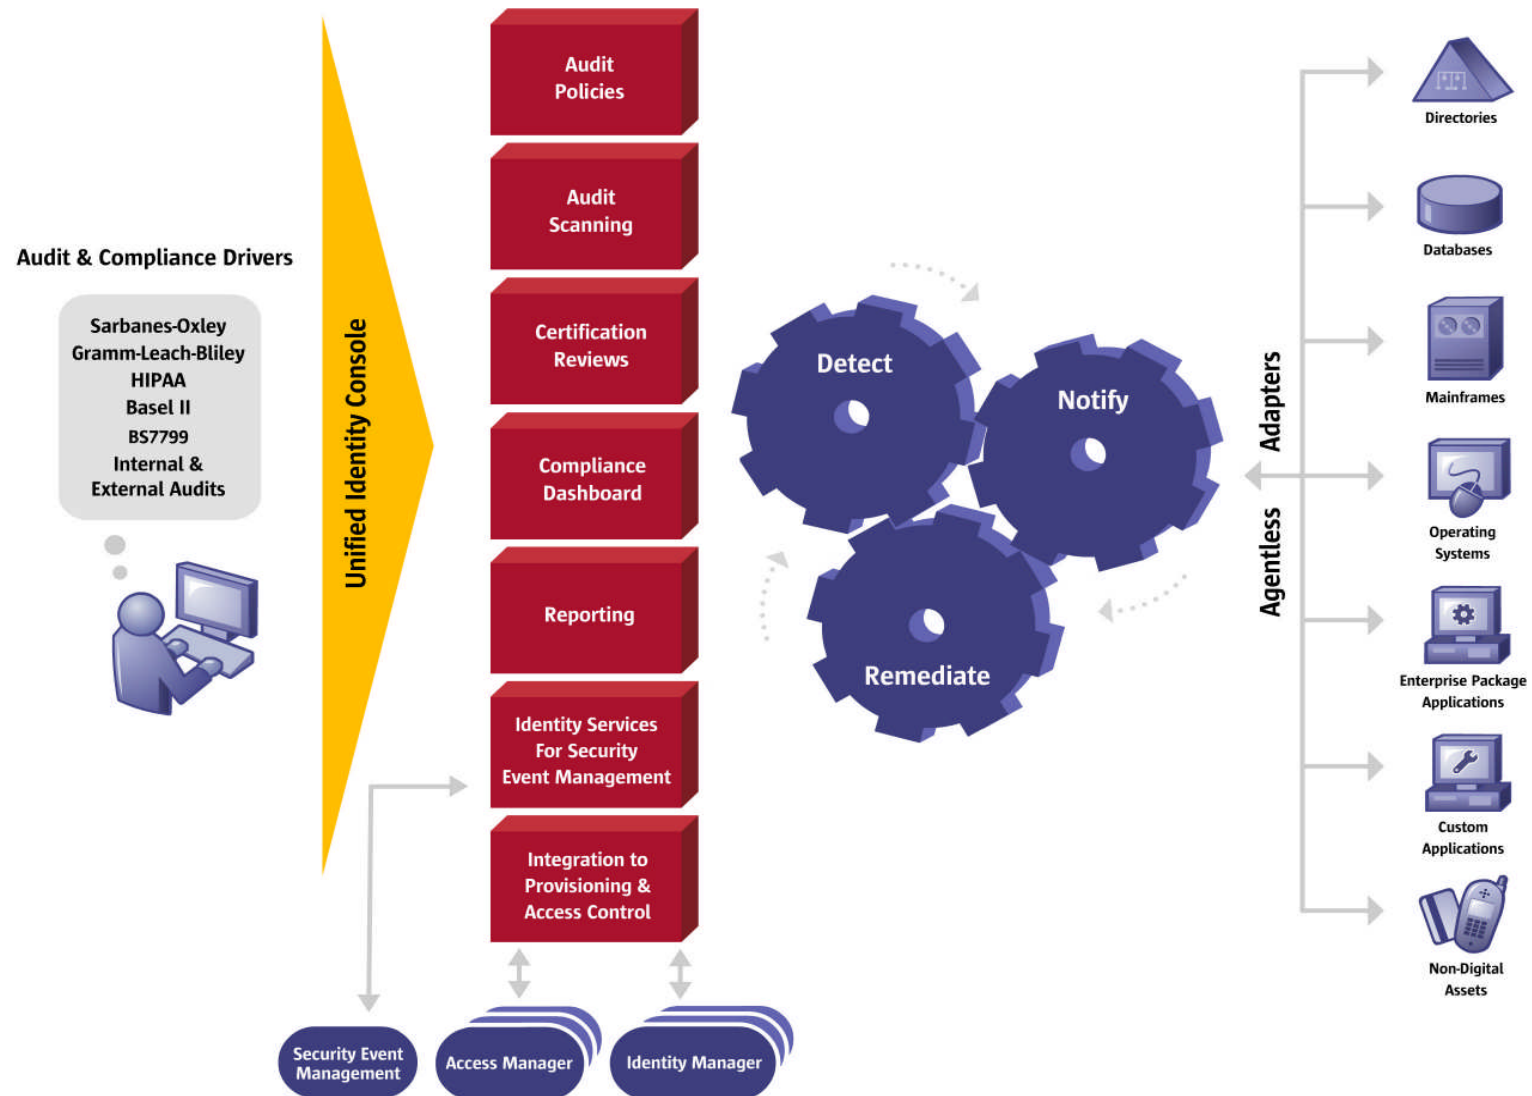 Audit & Compliance Drivers
Sarbanes-Oxley
Gramm-Leach-Bliley
HIPAA
Basel II
BS7799
Internal &
External Audits
Unified Identity Console
Audit
Policies
Audit
Scanning
Certification
Reviews
Compliance
Dashboard
Reporting
Identity Services
For Security
Event Management
Integration to
Provisioning &
Access Control
Security Event
Management
Access Manager
Identity Manager
Detect
Notify
Remediate
Agentless
Adapters
Directories
Databases
Mainframes
Operating
Systems
Enterprise Package
Applications
Custom
Applications
Non-Digital
Assets